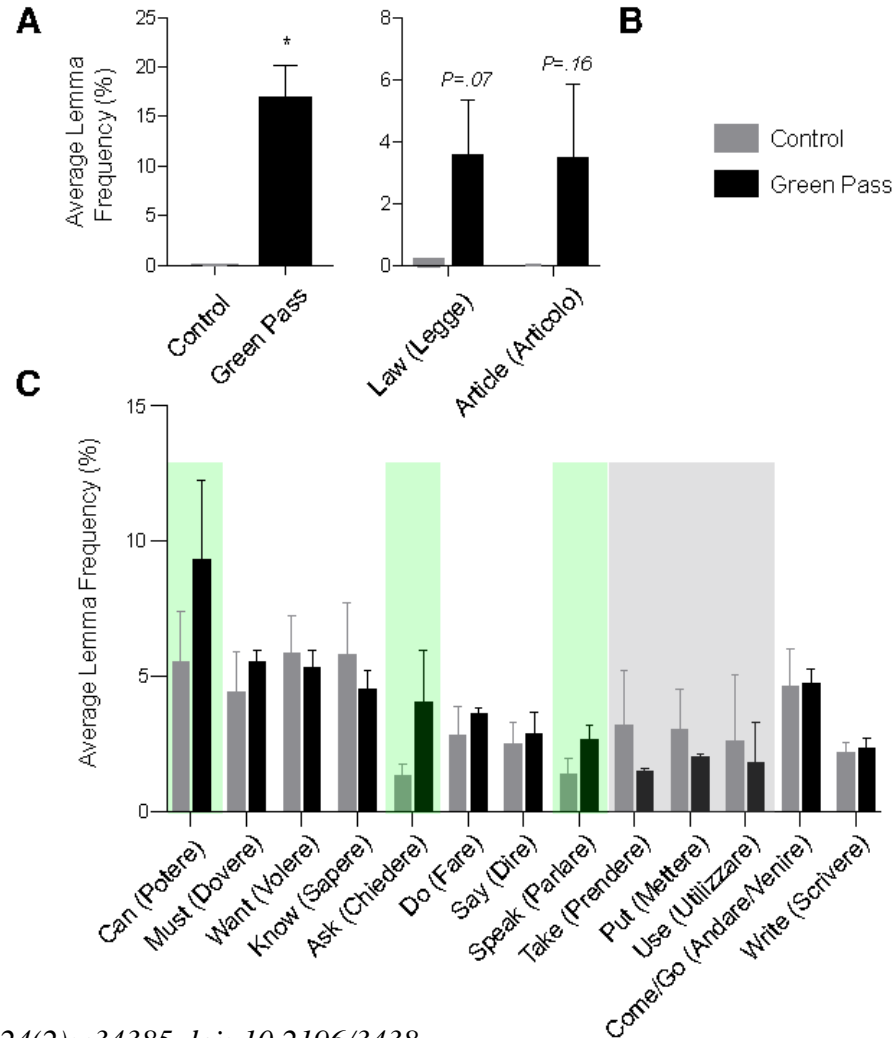 A
B
Average Lemma
Frequency (%)
25
20
15
10
5
0
*
Control
Green Pass
8
6
4
2
0
P=.07
P=.16
Law (Legge)
Article (Articolo)
Control
Green Pass
C
Average Lemma Frequency (%)
15
10
5
0
Can (Potere)
Must (Dovere)
Want (Volere)
Know (Sapere)
Ask (Chiedere)
Do (Fare)
Say (Dire)
Speak (Parlare)
Take (Prendere)
Put (Mettere)
Use (Utilizzare)
Come/Go (Andare/Venire)
Write (Scrivere)